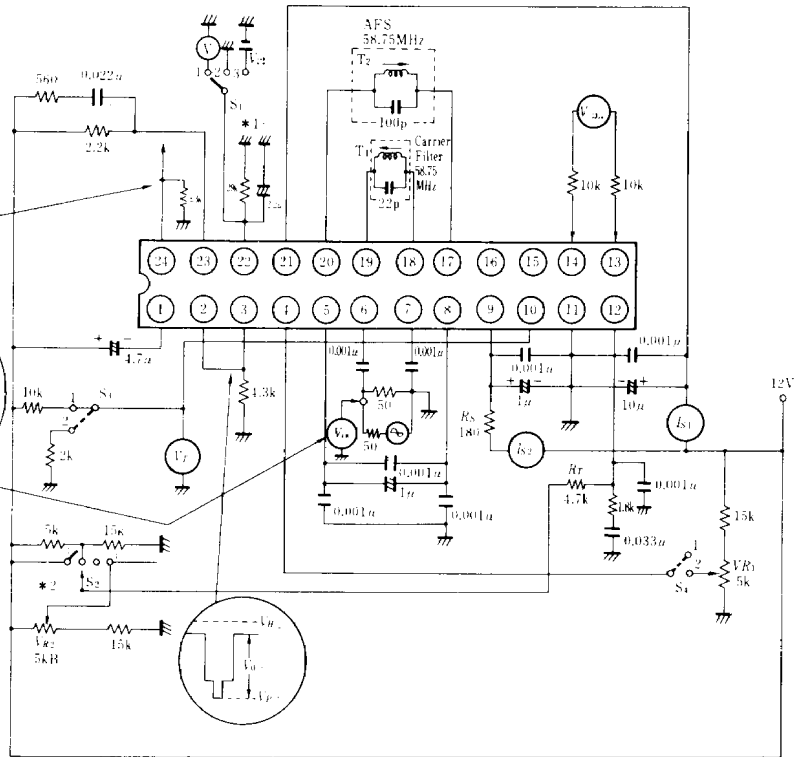 AFS
58.75MHz
T2
100p
T1
Carrier
Filter
58.75
MHz
22p
56Ω
0.022μ
2.2k
V
1 2 3
S1
*1
10k
10k
24 23 22 21 20 19 18 17 16 15 14 13
1 2 3 4 5 6 7 8 9 10 11 12
+ -
4.7μ
0.001μ
0.001μ
0.001μ
0.001μ
+ -
1μ
- +
10μ
12V
10k
1
S3
2
2k
4.3k
50
50
0.001μ
1μ
0.001μ
0.001μ
RS
180
IS2
IS1
RT
4.7k
1.8k
0.001μ
0.033μ
15k
1
2
S4
VR1
5k
5k
15k
*2
S2
VR2
5kB
15k